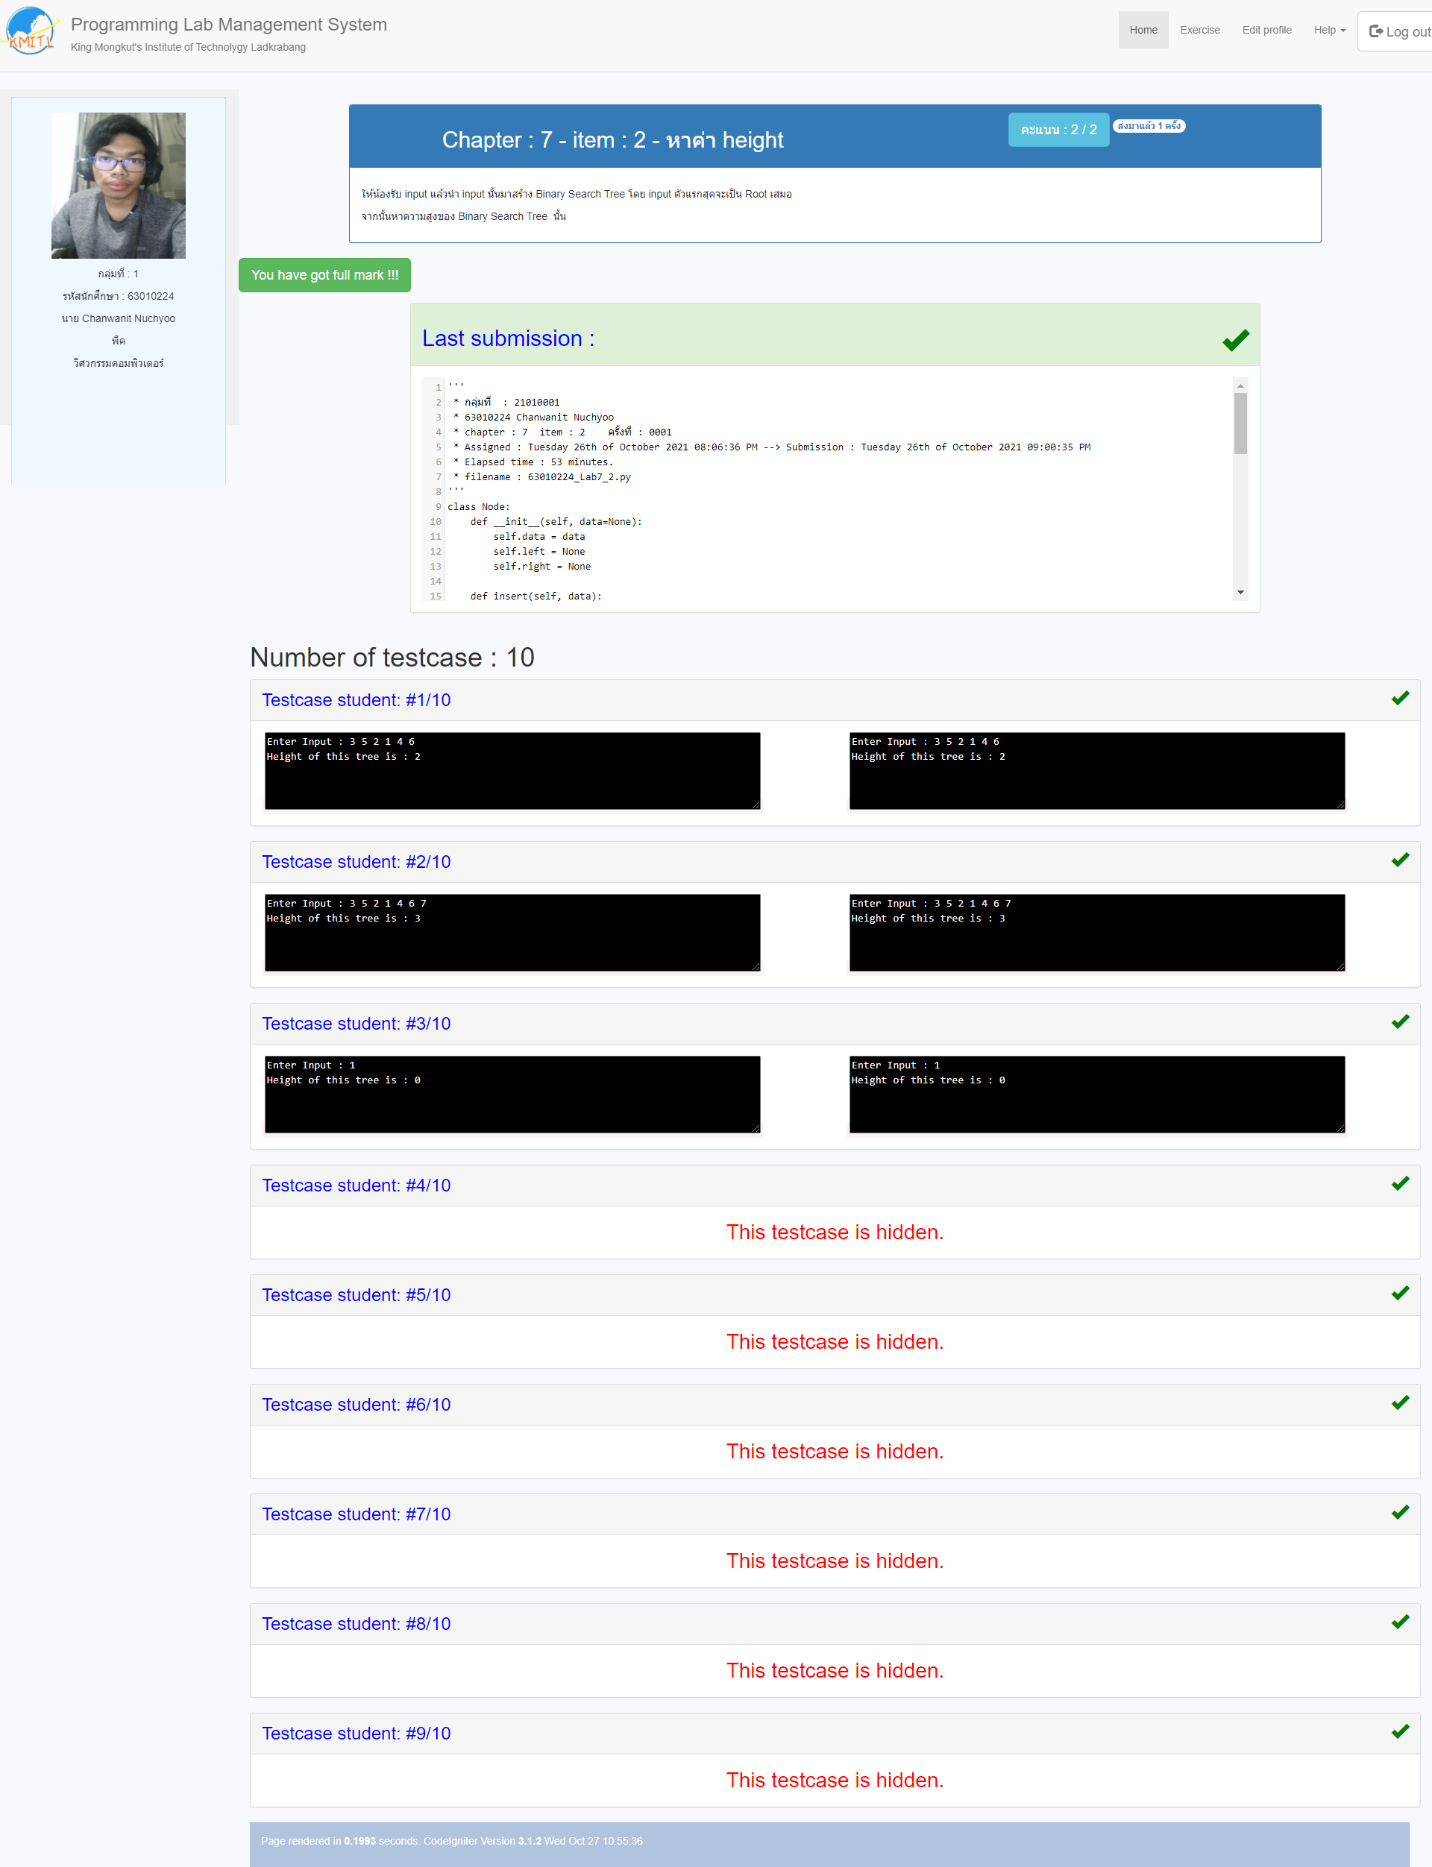 KMITL
Programming Lab Management System
King Mongkut's Institute of Technolygy Ladkrabang
Home
Exercise
Edit profile
Help
Log out
กลุ่มที่ : 1
รหัสนักศึกษา : 63010224
นาย Chanwanit Nuchyoo
พีค
วิศวกรรมคอมพิวเตอร์
Chapter : 7 - item : 2 - หาค่า height
คะแนน : 2 / 2
ส่งมาแล้ว 1 ครั้ง
ให้น้องรับ input แล้วนำ input นั้นมาสร้าง Binary Search Tree โดย input ตัวแรกสุดจะเป็น Root เสมอ
จากนั้นหาความสูงของ Binary Search Tree นั้น
You have got full mark !!!
Last submission :
1 '''
2 * กลุ่มที่ : 21010001
3 * 63010224 Chanwanit Nuchyoo
4 * chapter : 7 item : 2 ครั้งที่ : 0001
5 * Assigned : Tuesday 26th of October 2021 08:06:36 PM --> Submission : Tuesday 26th of October 2021 09:00:35 PM
6 * Elapsed time : 53 minutes.
7 * filename : 63010224_Lab7_2.py
8 '''
9 class Node:
10 def __init__(self, data=None):
11 self.data = data
12 self.left = None
13 self.right = None
14
15 def insert(self, data):
Number of testcase : 10
Testcase student: #1/10
Enter Input : 3 5 2 1 4 6
Height of this tree is : 2
Enter Input : 3 5 2 1 4 6
Height of this tree is : 2
Testcase student: #2/10
Enter Input : 3 5 2 1 4 6 7
Height of this tree is : 3
Enter Input : 3 5 2 1 4 6 7
Height of this tree is : 3
Testcase student: #3/10
Enter Input : 1
Height of this tree is : 0
Enter Input : 1
Height of this tree is : 0
Testcase student: #4/10
This testcase is hidden.
Testcase student: #5/10
This testcase is hidden.
Testcase student: #6/10
This testcase is hidden.
Testcase student: #7/10
This testcase is hidden.
Testcase student: #8/10
This testcase is hidden.
Testcase student: #9/10
This testcase is hidden.
Page rendered in 0.1993 seconds. CodeIgniter Version 3.1.2 Wed Oct 27 10:55:36